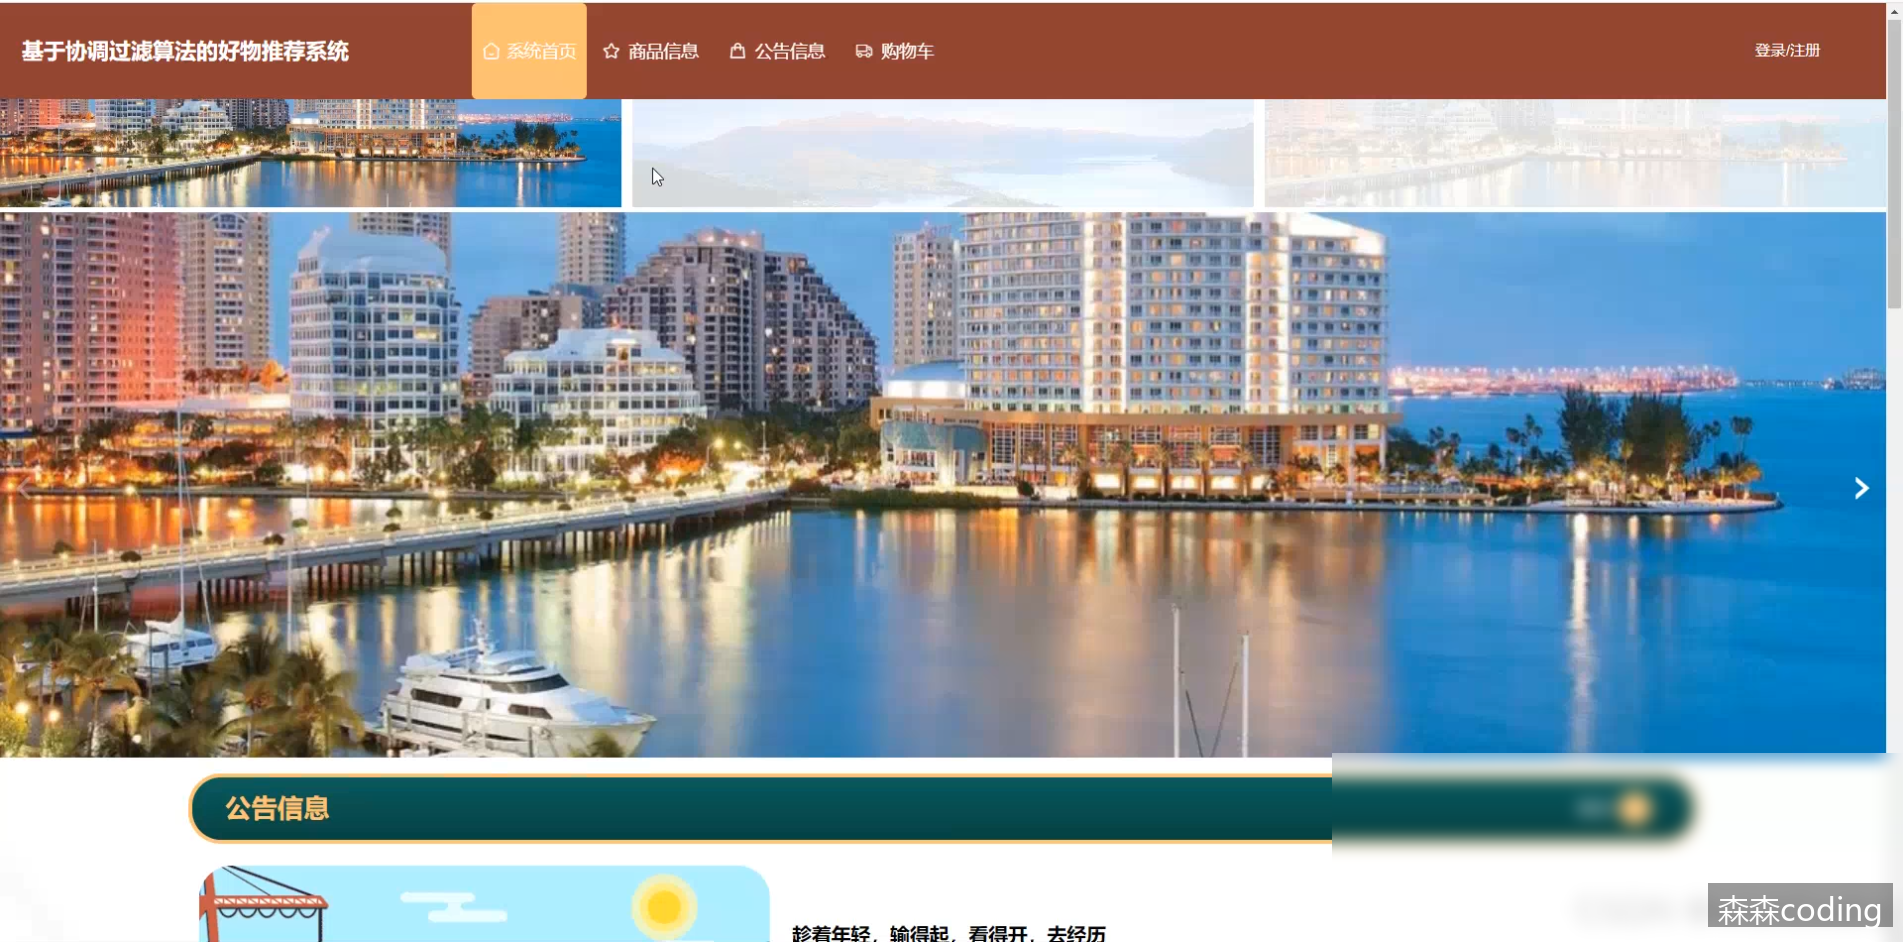 基于协调过滤算法的好物推荐系统
系统首页
商品信息
公告信息
购物车
登录/注册
公告信息
趁着年轻，输得起，看得开，去经历
森森coding